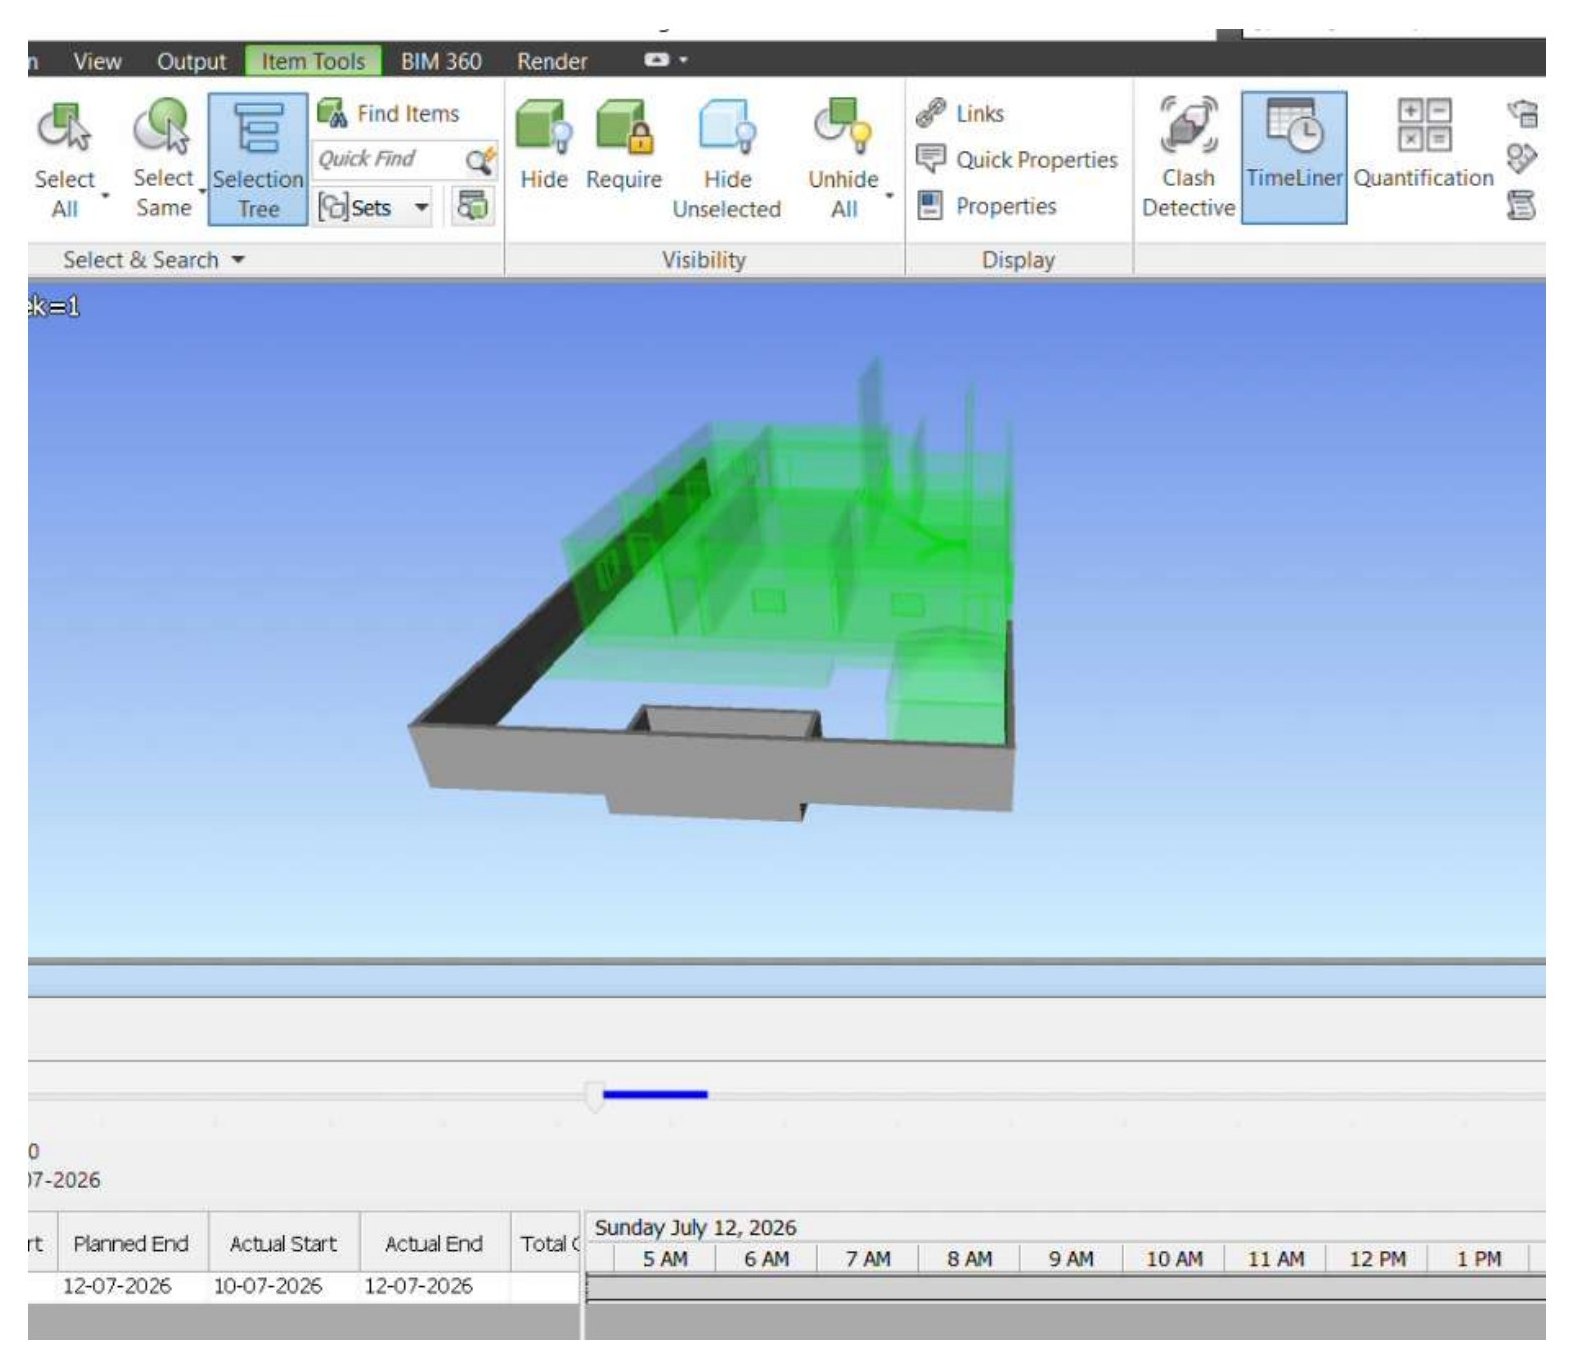 n View Output Item Tools BIM 360 Render
Find Items
Quick Find
Select All
Select Same
Selection Tree
Sets
Hide
Require
Hide Unselected
Unhide All
Links
Quick Properties
Properties
Clash Detective
TimeLiner
Quantification
Select & Search
Visibility
Display
ek=1
0
07-2026
rt Planned End Actual Start Actual End Total
Sunday July 12, 2026
5 AM 6 AM 7 AM 8 AM 9 AM 10 AM 11 AM 12 PM 1 PM
12-07-2026 10-07-2026 12-07-2026